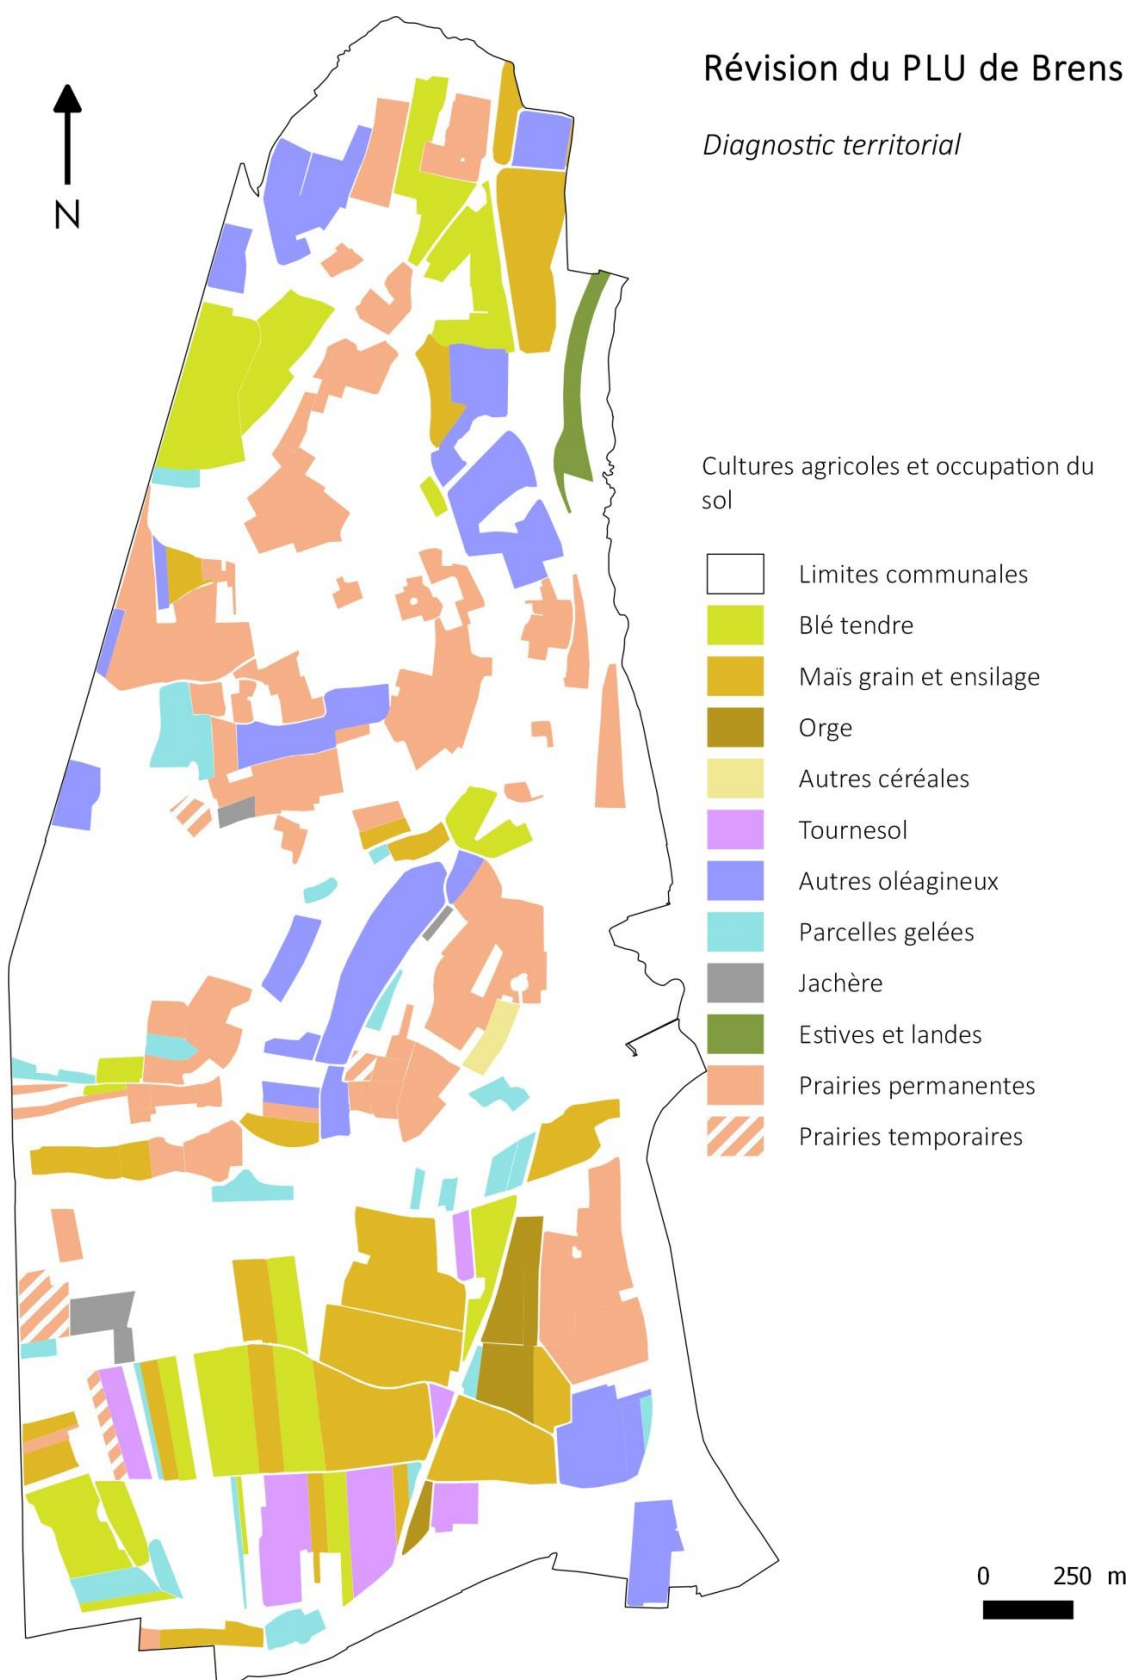 Révision du PLU de Brens
Diagnostic territorial
N
Cultures agricoles et occupation du
sol
Limites communales
Blé tendre
Maïs grain et ensilage
Orge
Autres céréales
Tournesol
Autres oléagineux
Parcelles gelées
Jachère
Estives et landes
Prairies permanentes
Prairies temporaires
0 250 m